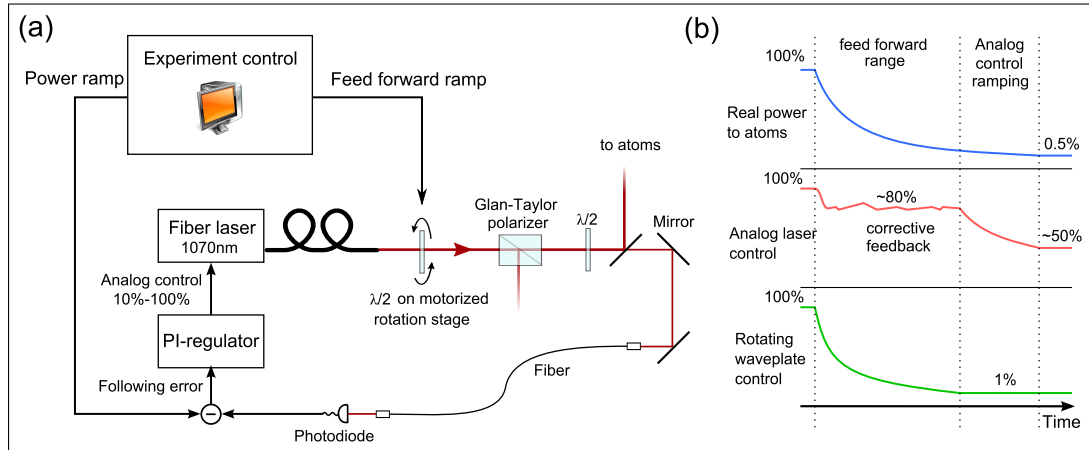 (a)
Experiment control
Power ramp
Feed forward ramp
to atoms
Glan-Taylor
polarizer
λ/2
Mirror
Fiber laser
1070nm
Analog control
10%-100%
λ/2 on motorized
rotation stage
PI-regulator
Following error
Fiber
Photodiode
(b)
feed forward
range
Analog
control
ramping
100%
Real power
to atoms
0.5%
100%
~80%
corrective
feedback
Analog laser
control
~50%
100%
Rotating
waveplate
control
1%
Time